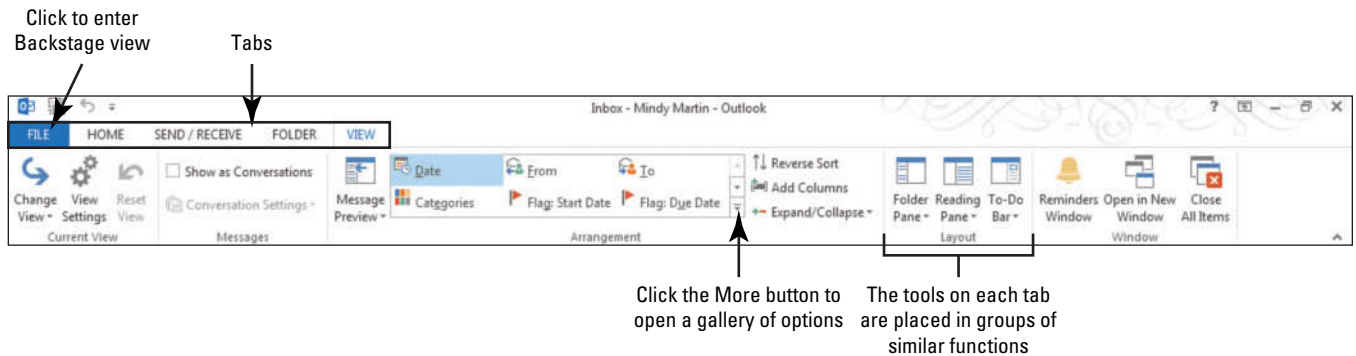 Click to enter
Backstage view
Tabs
Inbox - Mindy Martin - Outlook
?
FILE HOME SEND / RECEIVE FOLDER VIEW
Change View
View Settings
Reset View
Current View
Show as Conversations
Conversation Settings
Messages
Message Preview
Date From To
Categories Flag: Start Date Flag: Due Date
Reverse Sort
Add Columns
Expand/Collapse
Arrangement
Folder Pane
Reading Pane
To-Do Bar
Layout
Reminders Window
Open in New Window
Close All Items
Window
Click the More button to
open a gallery of options
The tools on each tab
are placed in groups of
similar functions